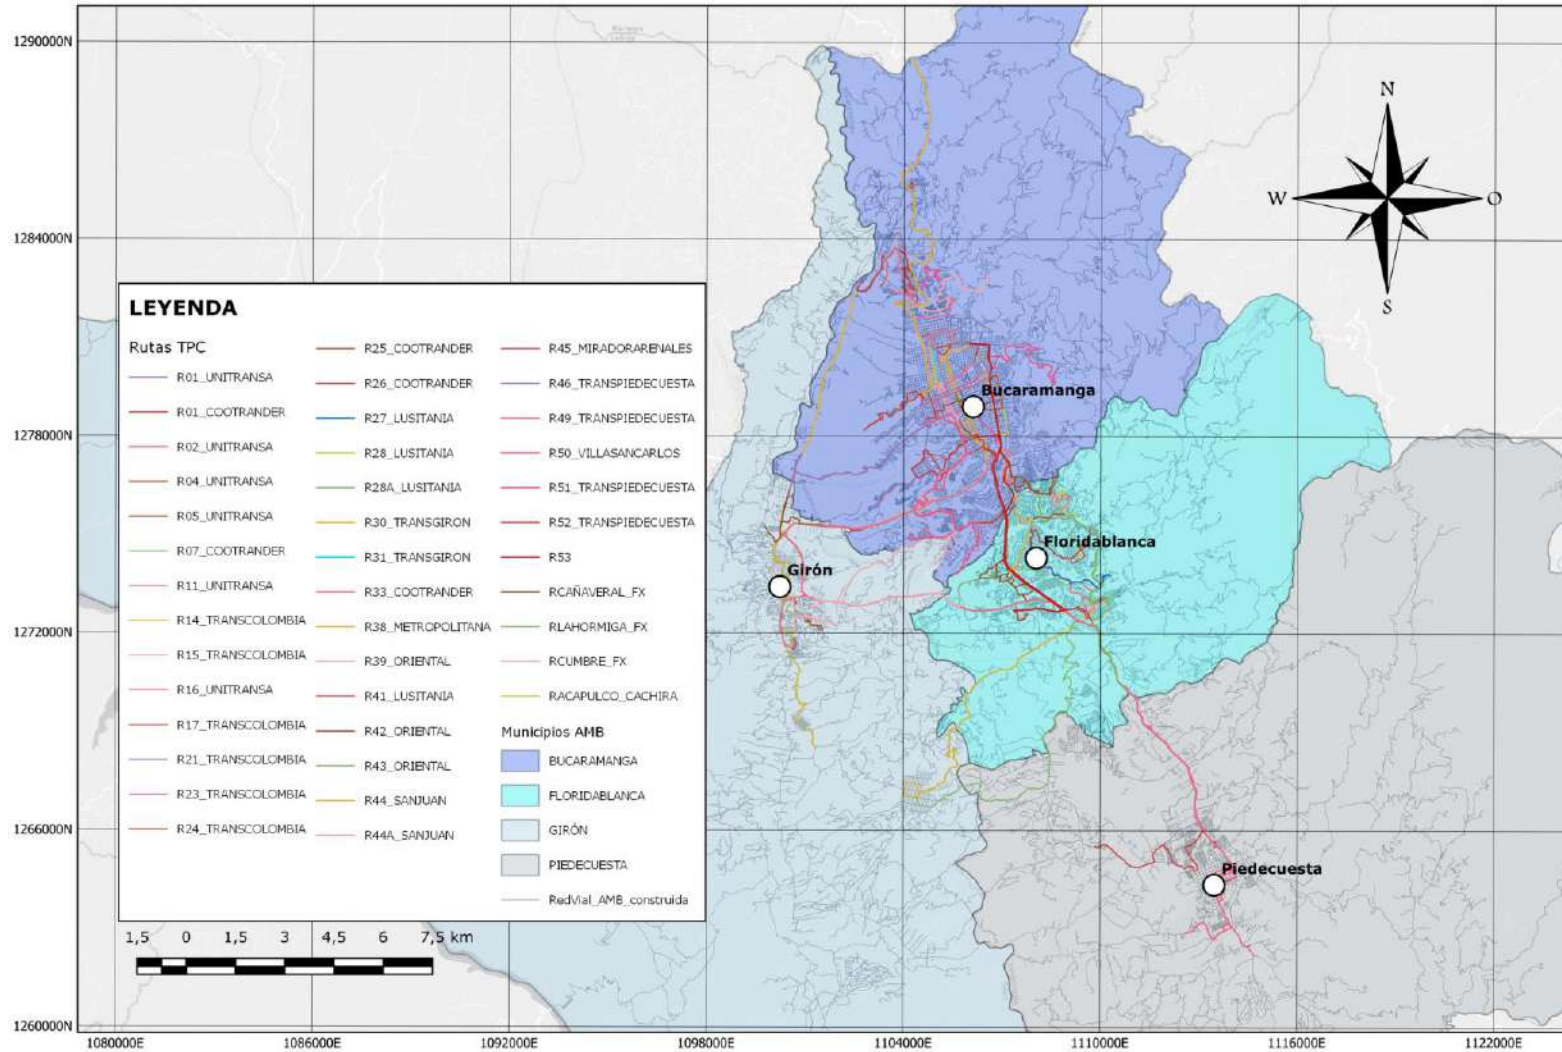 1290000N
1284000N
1278000N
1272000N
1266000N
1260000N
N
W
O
S
LEYENDA
Rutas TPC
R01_UNITRANSA
R01_COOTRANDER
R02_UNITRANSA
R04_UNITRANSA
R05_UNITRANSA
R07_COOTRANDER
R11_UNITRANSA
R14_TRANSCOLOMBIA
R15_TRANSCOLOMBIA
R16_UNITRANSA
R17_TRANSCOLOMBIA
R21_TRANSCOLOMBIA
R23_TRANSCOLOMBIA
R24_TRANSCOLOMBIA
R25_COOTRANDER
R26_COOTRANDER
R27_LUSITANIA
R28_LUSITANIA
R28A_LUSITANIA
R30_TRANSGIRON
R31_TRANSGIRON
R33_COOTRANDER
R38_METROPOLITANA
R39_ORIENTAL
R41_LUSITANIA
R42_ORIENTAL
R43_ORIENTAL
R44_SANJUAN
R44A_SANJUAN
R45_MIRADORARENALES
R46_TRANSPIEDECUESTA
R49_TRANSPIEDECUESTA
R50_VILLASANCARLOS
R51_TRANSPIEDECUESTA
R52_TRANSPIEDECUESTA
R53
RCAÑAVERAL_FX
RLAHORMIGA_FX
RCUMBRE_FX
RACAPULCO_CACHIRA
Municipios AMB
BUCARAMANGA
FLORIDABLANCA
GIRÓN
PIEDECUESTA
RedVial_AMB_construida
Bucaramanga
Floridablanca
Girón
Piedecuesta
1,5 0 1,5 3 4,5 6 7,5 km
1080000E 1086000E 1092000E 1098000E 1104000E 1110000E 1116000E 1122000E